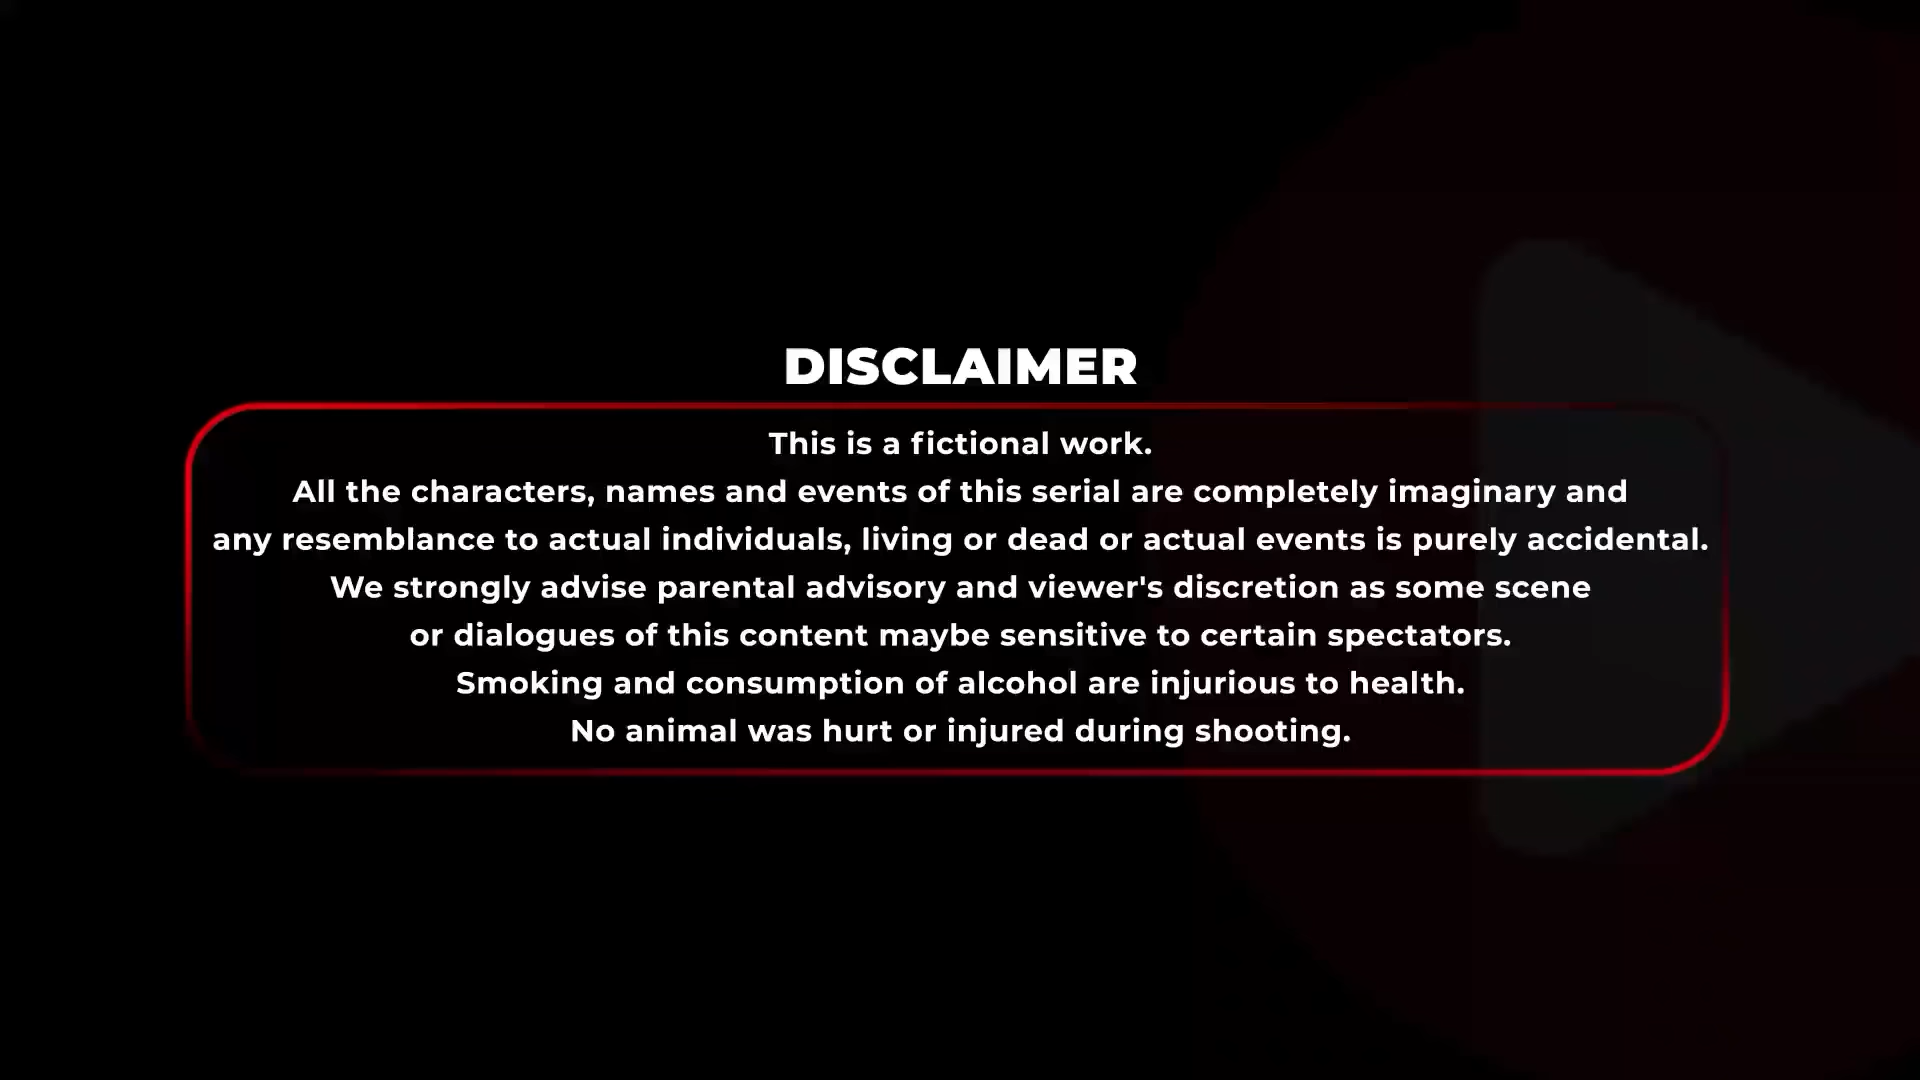 DISCLAIMER
This is a fictional work.
All the characters, names and events of this serial are completely imaginary and
any resemblance to actual individuals, living or dead or actual events is purely accidental.
We strongly advise parental advisory and viewer's discretion as some scene
or dialogues of this content maybe sensitive to certain spectators.
Smoking and consumption of alcohol are injurious to health.
No animal was hurt or injured during shooting.